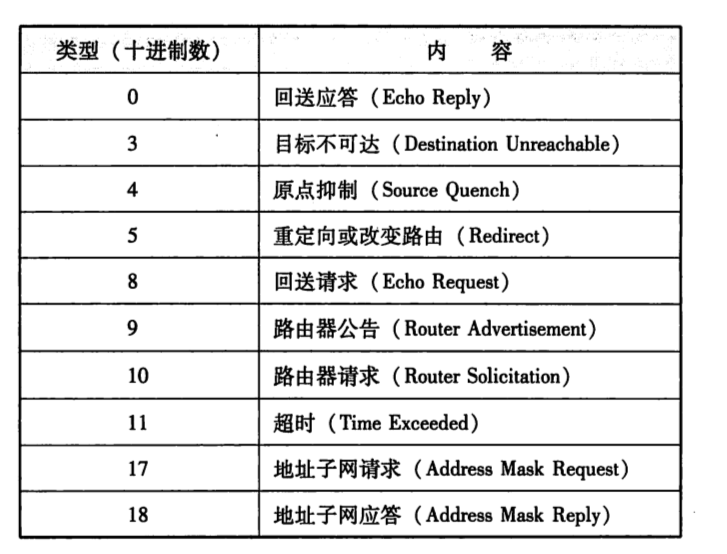 类型（十进制数） 内 容
0 回送应答（Echo Reply）
3 目标不可达（Destination Unreachable）
4 原点抑制（Source Quench）
5 重定向或改变路由（Redirect）
8 回送请求（Echo Request）
9 路由器公告（Router Advertisement）
10 路由器请求（Router Solicitation）
11 超时（Time Exceeded）
17 地址子网请求（Address Mask Request）
18 地址子网应答（Address Mask Reply）